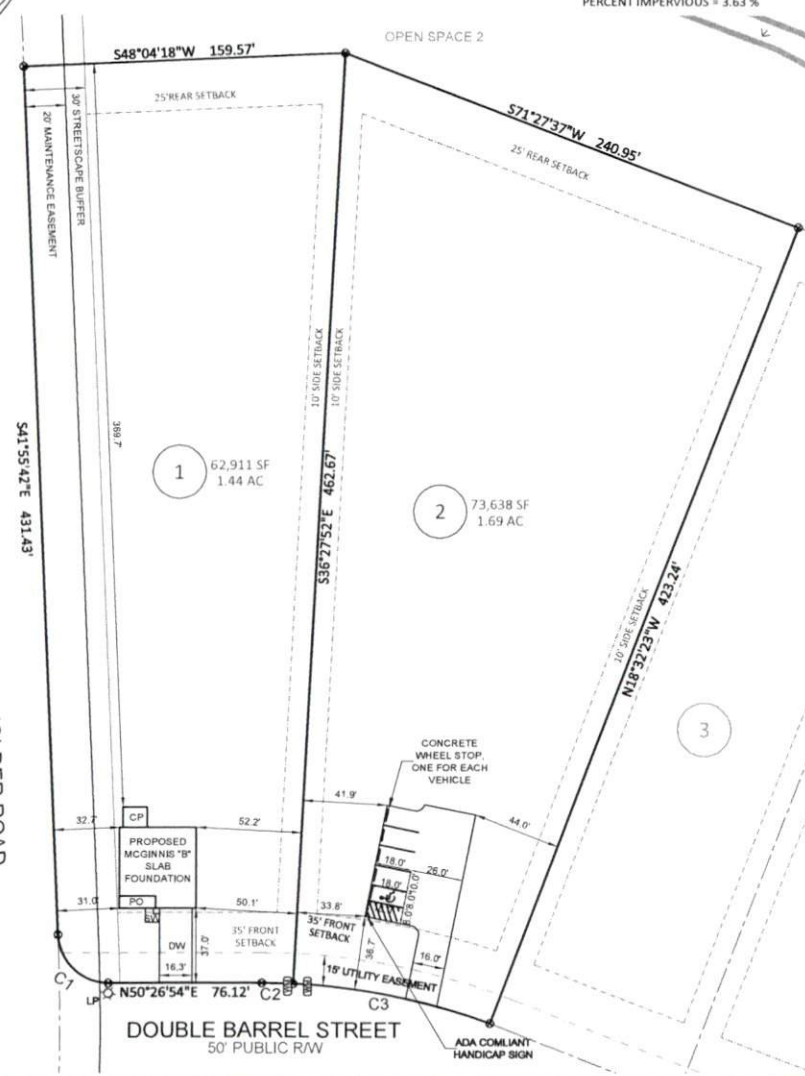 PERCENT IMPERVIOUS = 3.63 %
OPEN SPACE 2
S48°04'18"W 159.57'
25'REAR SETBACK
30' STREETSCAPE BUFFER
20' MAINTENANCE EASEMENT
S71°27'37"W 240.95'
25' REAR SETBACK
10' SIDE SETBACK
10' SIDE SETBACK
369.7'
S41°55'42"E 431.43'
1
62,911 SF
1.44 AC
S36°27'52"E 462.67'
2
73,638 SF
1.69 AC
10' SIDE SETBACK
N18°32'23"W 423.24'
3
CONCRETE
WHEEL STOP,
ONE FOR EACH
VEHICLE
41.9'
44.0'
CP
32.7'
52.2'
PROPOSED
MCGINNIS "B"
SLAB
FOUNDATION
18.0'
26.0'
18.0'
8.0'8.0'10.0'
PO
SW
31.0'
50.1'
33.8'
35' FRONT
SETBACK
35' FRONT
SETBACK
DW
37.0'
36.7'
16.3'
16.0'
15' UTILITY EASEMENT
C1
LP
N50°26'54"E 76.12'
C2
C3
DOUBLE BARREL STREET
50' PUBLIC R/W
ADA COMLIANT
HANDICAP SIGN
ROAD